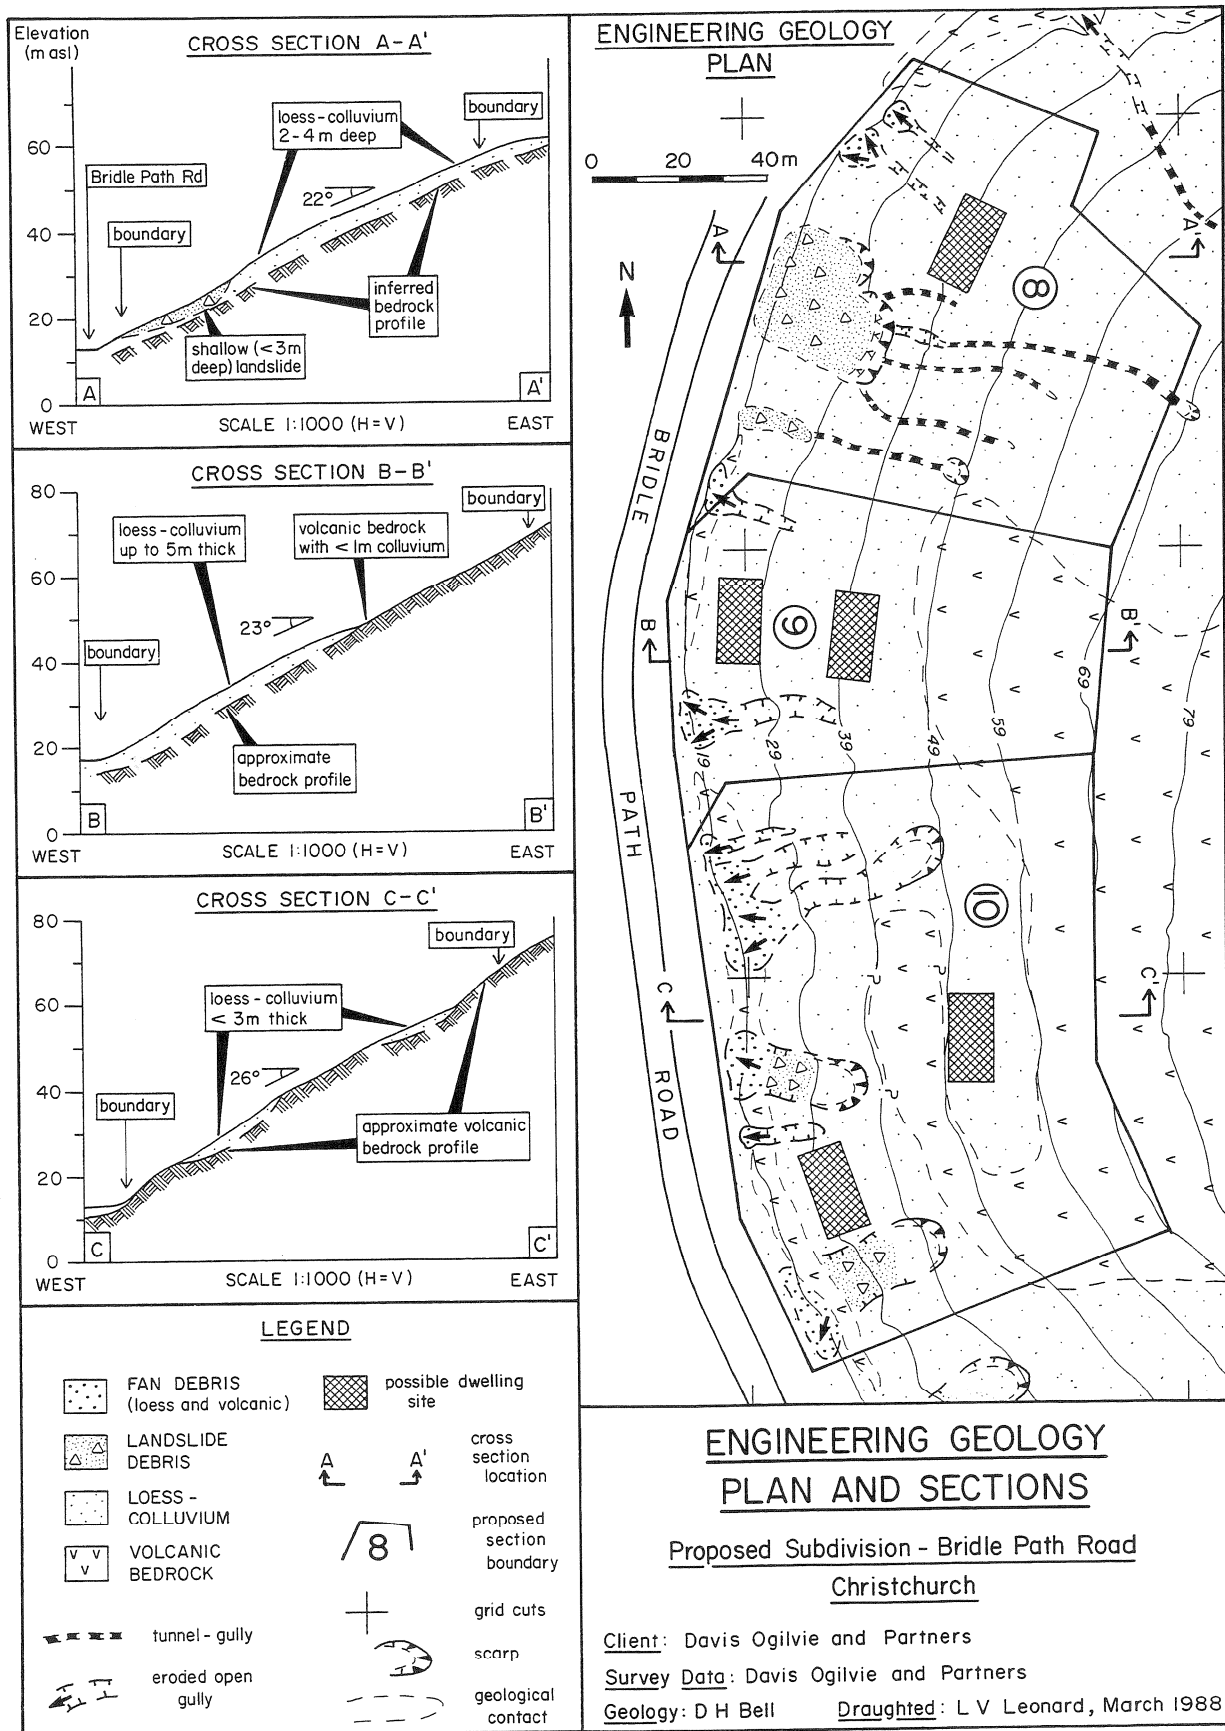 Elevation
(m asl)
CROSS SECTION A-A'
loess-colluvium
2-4 m deep
boundary
Bridle Path Rd
boundary
22°
inferred
bedrock
profile
shallow (<3m
deep) landslide
60
40
20
0
A
A'
WEST
SCALE 1:1000 (H=V)
EAST
CROSS SECTION B-B'
80
60
40
20
0
loess-colluvium
up to 5m thick
volcanic bedrock
with < 1m colluvium
boundary
23°
boundary
approximate
bedrock profile
B
B'
WEST
SCALE 1:1000 (H=V)
EAST
CROSS SECTION C-C'
80
60
40
20
0
boundary
loess-colluvium
< 3m thick
26°
boundary
approximate volcanic
bedrock profile
C
C'
WEST
SCALE 1:1000 (H=V)
EAST
LEGEND
FAN DEBRIS
(loess and volcanic)
LANDSLIDE
DEBRIS
LOESS -
COLLUVIUM
VOLCANIC
BEDROCK
tunnel-gully
eroded open
gully
possible dwelling
site
A A'
cross
section
location
8
proposed
section
boundary
grid cuts
scarp
geological
contact
ENGINEERING GEOLOGY
PLAN
0 20 40m
N
A
A'
8
BRIDLE
B
B'
9
19
29
39
49
59
69
79
PATH
10
C
C'
?
?
?
ROAD
ENGINEERING GEOLOGY
PLAN AND SECTIONS
Proposed Subdivision - Bridle Path Road
Christchurch
Client: Davis Ogilvie and Partners
Survey Data: Davis Ogilvie and Partners
Geology: D H Bell Draughted: L V Leonard, March 1988